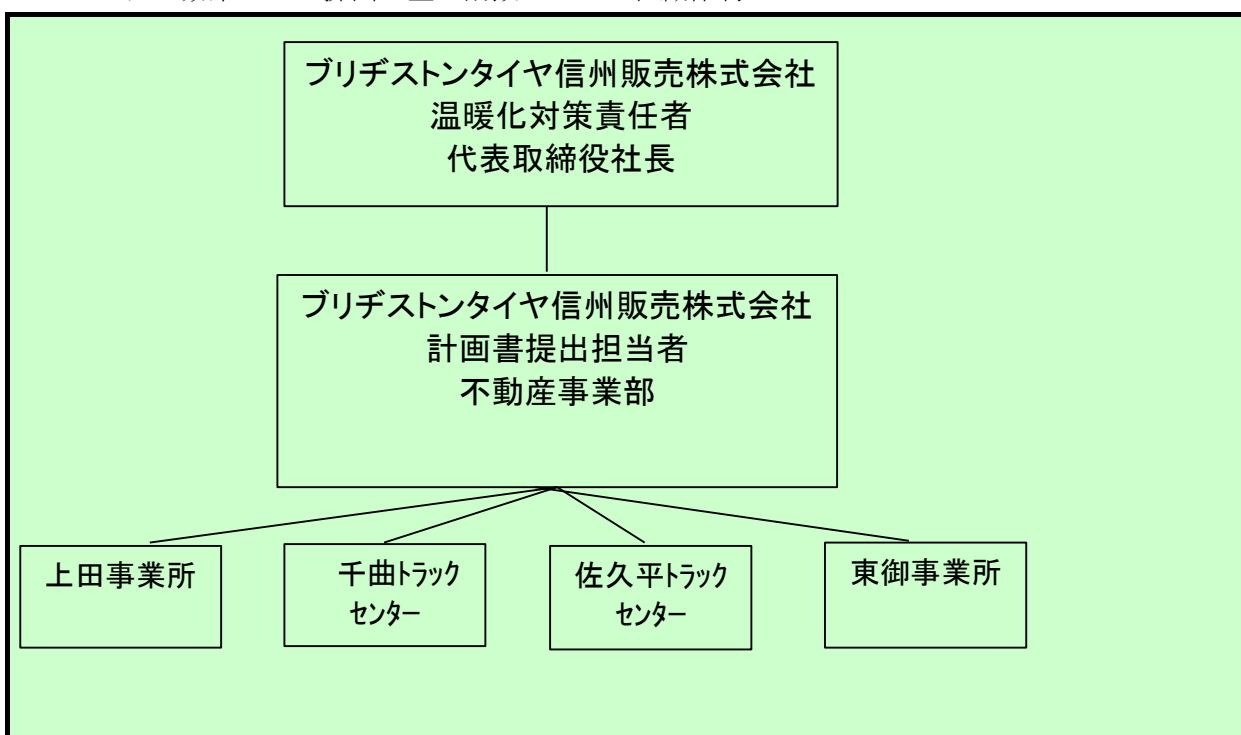 ブリヂストンタイヤ信州販売株式会社
温暖化対策責任者
代表取締役社長
ブリヂストンタイヤ信州販売株式会社
計画書提出担当者
不動産事業部
上田事業所
千曲ﾄﾗｯｸ
ｾﾝﾀｰ
佐久平ﾄﾗｯｸ
ｾﾝﾀｰ
東御事業所